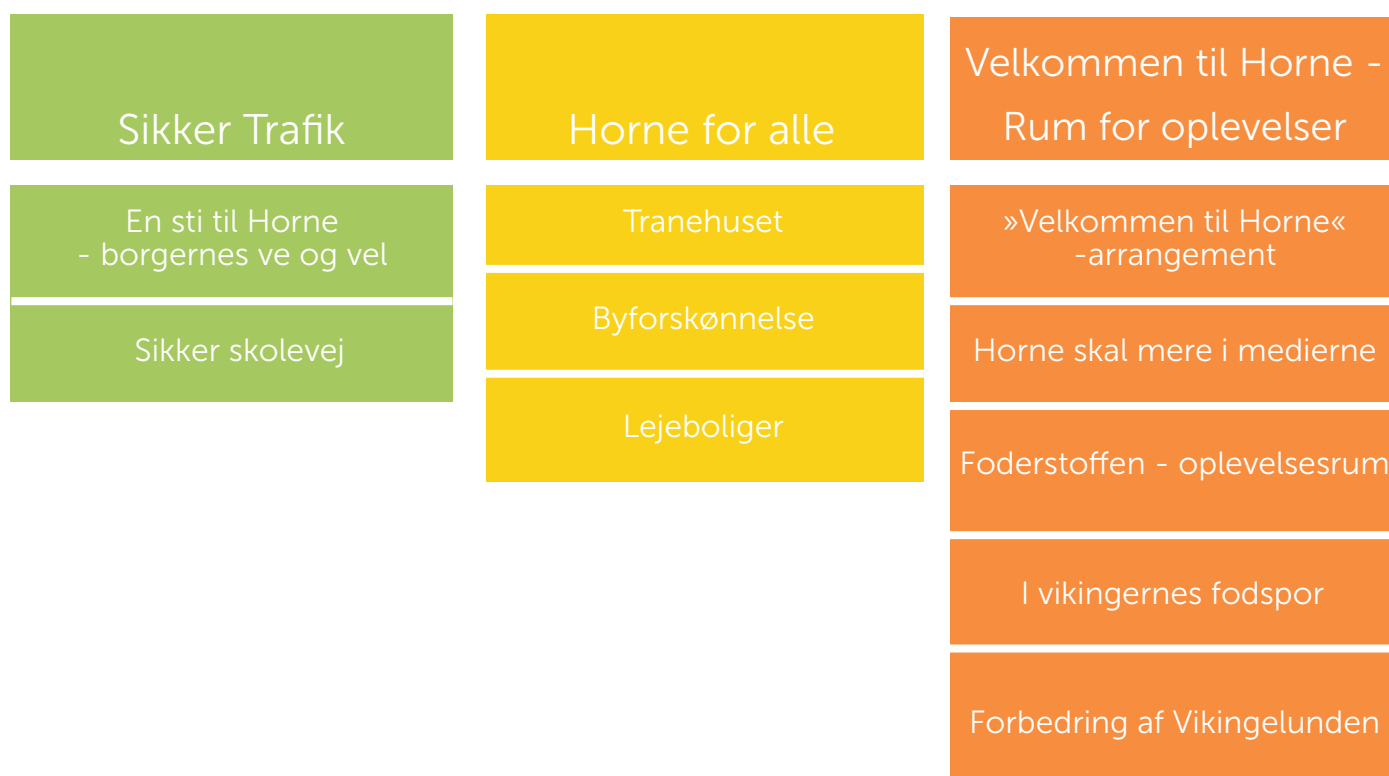 Sikker Trafik
En sti til Horne
- borgernes ve og vel
Sikker skolevej
Horne for alle
Tranehuset
Byforskønnelse
Lejeboliger
Velkommen til Horne -
Rum for oplevelser
»Velkommen til Horne«
-arrangement
Horne skal mere i medierne
Foderstoffen - oplevelsesrum
I vikingernes fodspor
Forbedring af Vikingelunden